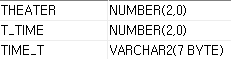 THEATER NUMBER(2,0)
T_TIME NUMBER(2,0)
TIME_T VARCHAR2(7 BYTE)